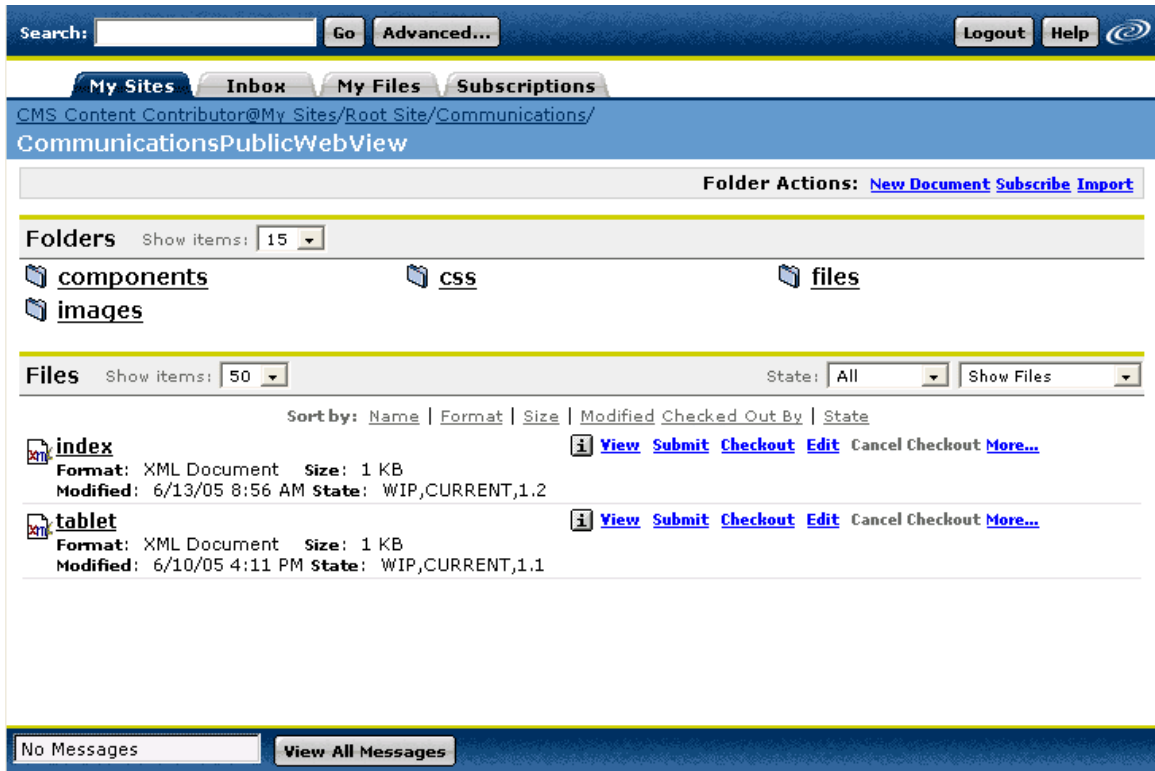 Search: Go Advanced... Logout Help
My Sites Inbox My Files Subscriptions
CMS Content Contributor@My Sites/Root Site/Communications/
CommunicationsPublicWebView
Folder Actions: New Document Subscribe Import
Folders Show items: 15
components css files
images
Files Show items: 50 State: All Show Files
Sort by: Name | Format | Size | Modified Checked Out By | State
index i View Submit Checkout Edit Cancel Checkout More...
Format: XML Document Size: 1 KB
Modified: 6/13/05 8:56 AM State: WIP,CURRENT,1.2
tablet i View Submit Checkout Edit Cancel Checkout More...
Format: XML Document Size: 1 KB
Modified: 6/10/05 4:11 PM State: WIP,CURRENT,1.1
No Messages View All Messages